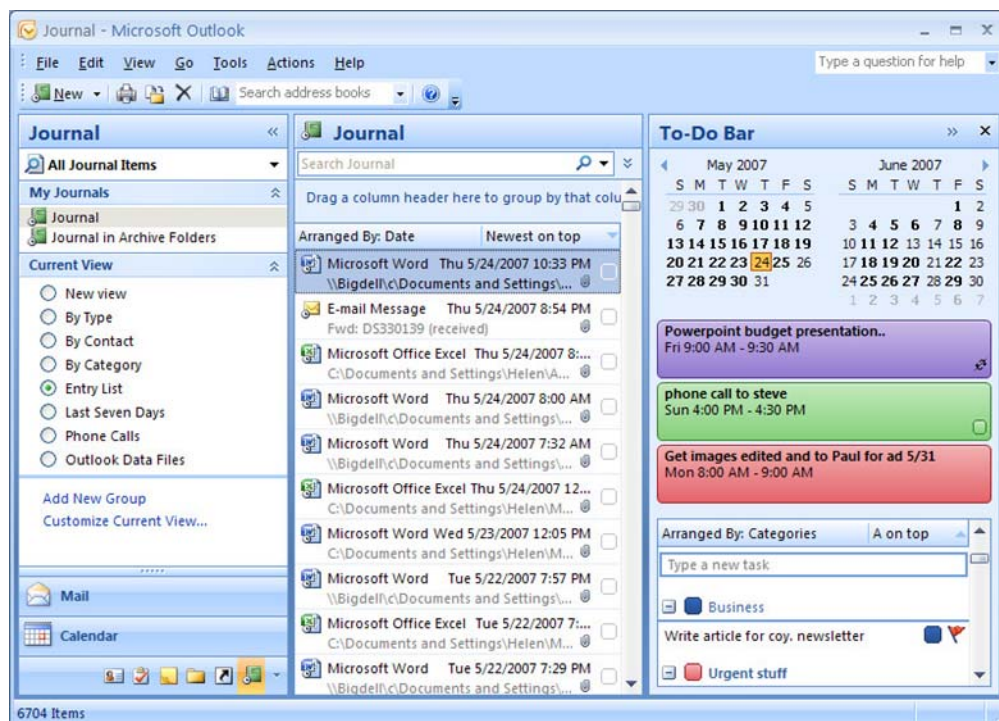 Journal - Microsoft Outlook
File Edit View Go Tools Actions Help
Type a question for help
New
Search address books
Journal
All Journal Items
My Journals
Journal
Journal in Archive Folders
Current View
New view
By Type
By Contact
By Category
Entry List
Last Seven Days
Phone Calls
Outlook Data Files
Add New Group
Customize Current View...
Mail
Calendar
6704 Items
Journal
Search Journal
Drag a column header here to group by that colu
Arranged By: Date Newest on top
Microsoft Word Thu 5/24/2007 10:33 PM
\\Bigdell\c\Documents and Settings\...
E-mail Message Thu 5/24/2007 8:54 PM
Fwd: DS330139 (received)
Microsoft Office Excel Thu 5/24/2007 8:...
C:\Documents and Settings\Helen\A...
Microsoft Word Thu 5/24/2007 8:00 AM
\\Bigdell\c\Documents and Settings\...
Microsoft Word Thu 5/24/2007 7:32 AM
\\Bigdell\c\Documents and Settings\...
Microsoft Office Excel Thu 5/24/2007 12...
C:\Documents and Settings\Helen\M...
Microsoft Word Wed 5/23/2007 12:05 PM
C:\Documents and Settings\Helen\M...
Microsoft Word Tue 5/22/2007 7:57 PM
\\Bigdell\c\Documents and Settings\...
Microsoft Office Excel Tue 5/22/2007 7:...
C:\Documents and Settings\Helen\M...
Microsoft Word Tue 5/22/2007 7:29 PM
\\Bigdell\c\Documents and Settings\...
To-Do Bar
May 2007
S M T W T F S
29 30 1 2 3 4 5
6 7 8 9 10 11 12
13 14 15 16 17 18 19
20 21 22 23 24 25 26
27 28 29 30 31
June 2007
S M T W T F S
1 2
3 4 5 6 7 8 9
10 11 12 13 14 15 16
17 18 19 20 21 22 23
24 25 26 27 28 29 30
1 2 3 4 5 6 7
Powerpoint budget presentation..
Fri 9:00 AM - 9:30 AM
phone call to steve
Sun 4:00 PM - 4:30 PM
Get images edited and to Paul for ad 5/31
Mon 8:00 AM - 9:00 AM
Arranged By: Categories A on top
Type a new task
Business
Write article for coy. newsletter
Urgent stuff